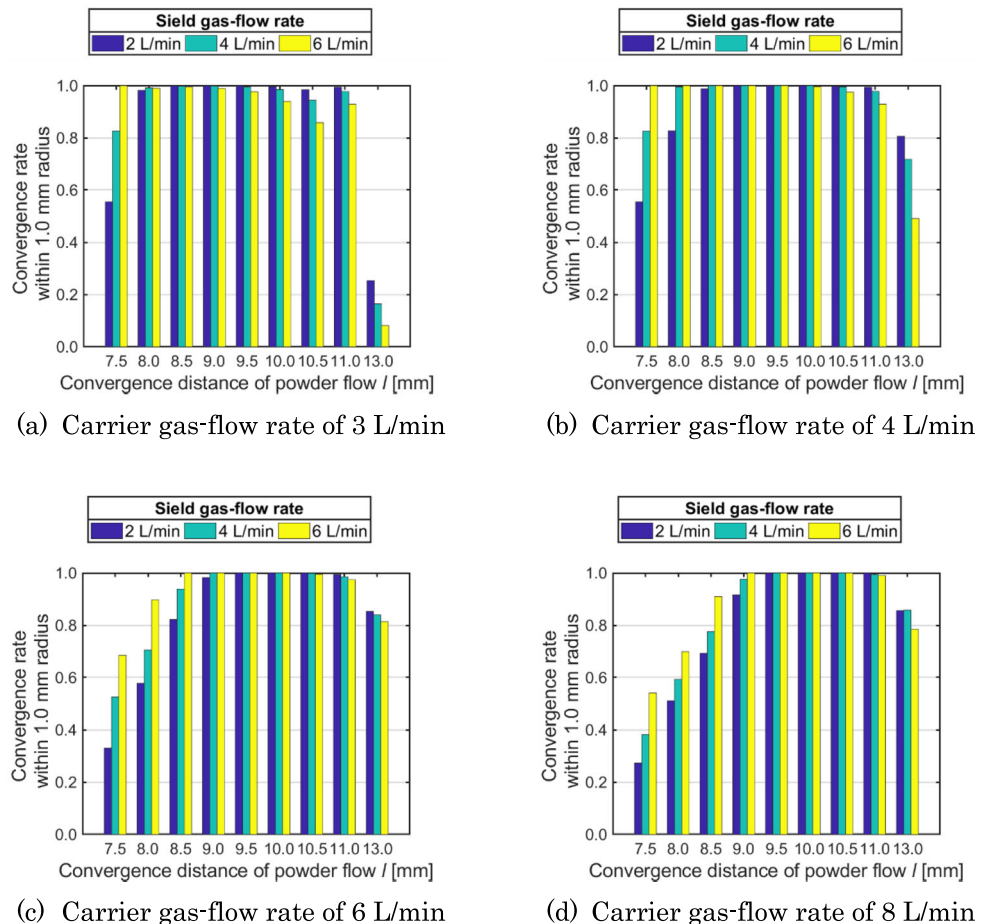 Sield gas-flow rate
2 L/min 4 L/min 6 L/min
1.0
0.8
0.6
0.4
0.2
0.0
Convergence rate
within 1.0 mm radius
7.5 8.0 8.5 9.0 9.5 10.0 10.5 11.0 13.0
Convergence distance of powder flow l [mm]
(a) Carrier gas-flow rate of 3 L/min
Sield gas-flow rate
2 L/min 4 L/min 6 L/min
1.0
0.8
0.6
0.4
0.2
0.0
Convergence rate
within 1.0 mm radius
7.5 8.0 8.5 9.0 9.5 10.0 10.5 11.0 13.0
Convergence distance of powder flow l [mm]
(b) Carrier gas-flow rate of 4 L/min
Sield gas-flow rate
2 L/min 4 L/min 6 L/min
1.0
0.8
0.6
0.4
0.2
0.0
Convergence rate
within 1.0 mm radius
7.5 8.0 8.5 9.0 9.5 10.0 10.5 11.0 13.0
Convergence distance of powder flow l [mm]
(c) Carrier gas-flow rate of 6 L/min
Sield gas-flow rate
2 L/min 4 L/min 6 L/min
1.0
0.8
0.6
0.4
0.2
0.0
Convergence rate
within 1.0 mm radius
7.5 8.0 8.5 9.0 9.5 10.0 10.5 11.0 13.0
Convergence distance of powder flow l [mm]
(d) Carrier gas-flow rate of 8 L/min